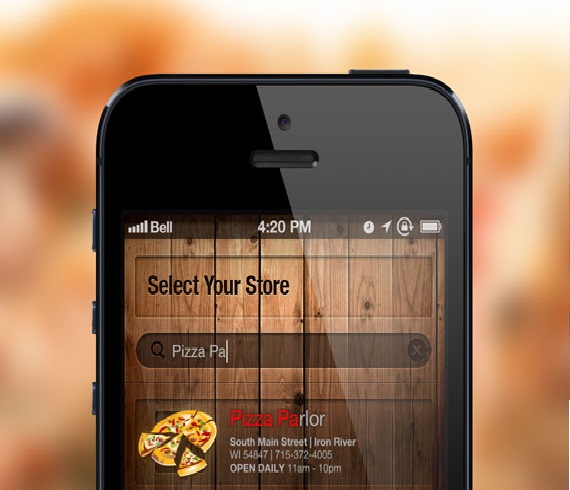 Bell 4:20 PM
Select Your Store
Pizza Pa
Pizza Parlor
South Main Street | Iron River
WI 54847 | 715-372-4005
OPEN DAILY 11am - 10pm